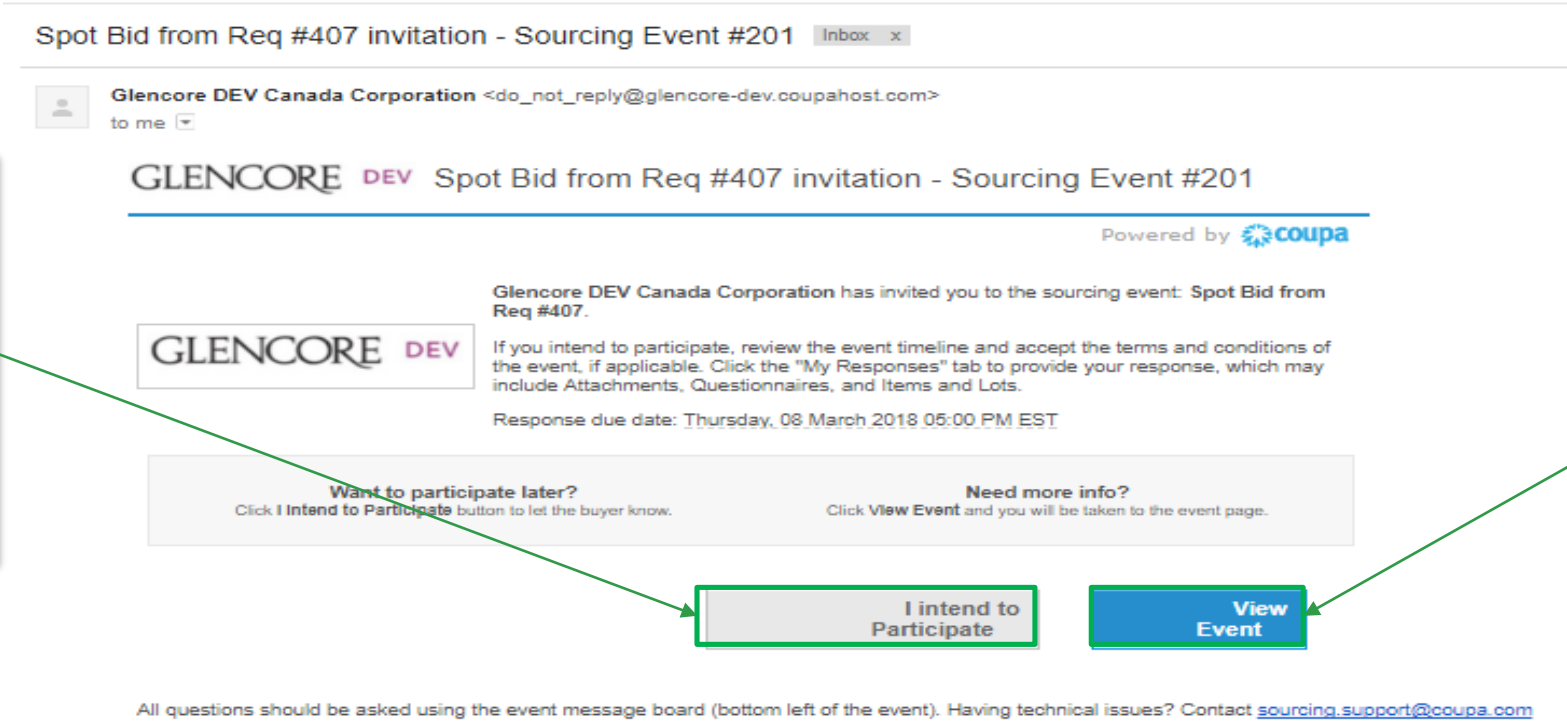 Spot Bid from Req #407 invitation - Sourcing Event #201 Inbox x
Glencore DEV Canada Corporation <do_not_reply@glencore-dev.coupahost.com>
to me
GLENCORE DEV Spot Bid from Req #407 invitation - Sourcing Event #201
Powered by coupa
Glencore DEV Canada Corporation has invited you to the sourcing event: Spot Bid from
Req #407.
GLENCORE DEV
If you intend to participate, review the event timeline and accept the terms and conditions of
the event, if applicable. Click the "My Responses" tab to provide your response, which may
include Attachments, Questionnaires, and Items and Lots.
Response due date: Thursday, 08 March 2018 05:00 PM EST
Want to participate later?
Click I Intend to Participate button to let the buyer know.
Need more info?
Click View Event and you will be taken to the event page.
I intend to
Participate
View
Event
All questions should be asked using the event message board (bottom left of the event). Having technical issues? Contact sourcing.support@coupa.com